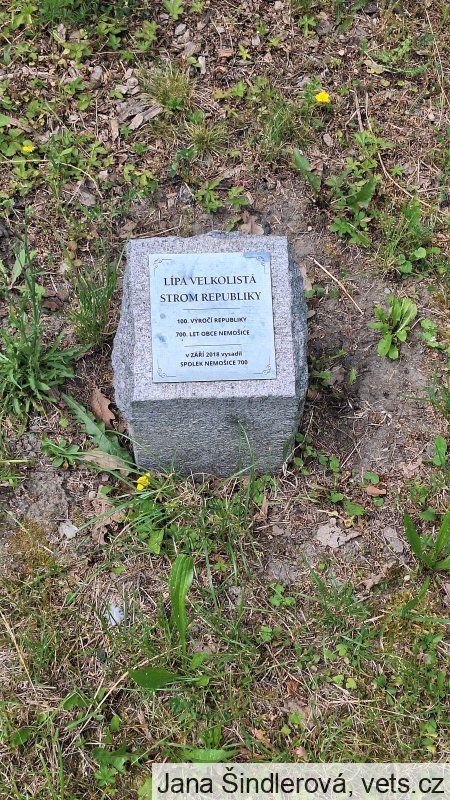 LÍPA VELKOLISTÁ
STROM REPUBLIKY
100. VÝROČÍ REPUBLIKY
700. LET OBCE NEMOŠICE
v ZÁŘÍ 2018 vysadil
SPOLEK NEMOŠICE 700
Jana Šindlerová, vets.cz